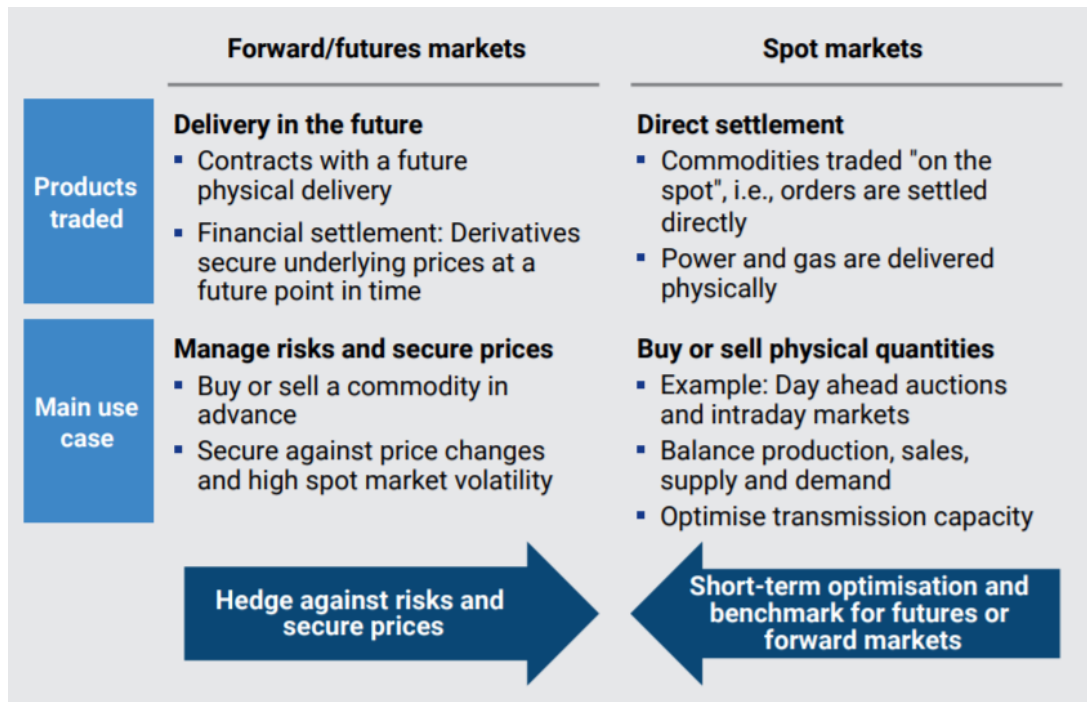 Forward/futures markets
Spot markets
Products
traded
Delivery in the future
▪ Contracts with a future
physical delivery
▪ Financial settlement: Derivatives
secure underlying prices at a
future point in time
Direct settlement
▪ Commodities traded "on the
spot", i.e., orders are settled
directly
▪ Power and gas are delivered
physically
Main use
case
Manage risks and secure prices
▪ Buy or sell a commodity in
advance
▪ Secure against price changes
and high spot market volatility
Buy or sell physical quantities
▪ Example: Day ahead auctions
and intraday markets
▪ Balance production, sales,
supply and demand
▪ Optimise transmission capacity
Hedge against risks and
secure prices
Short-term optimisation and
benchmark for futures or
forward markets